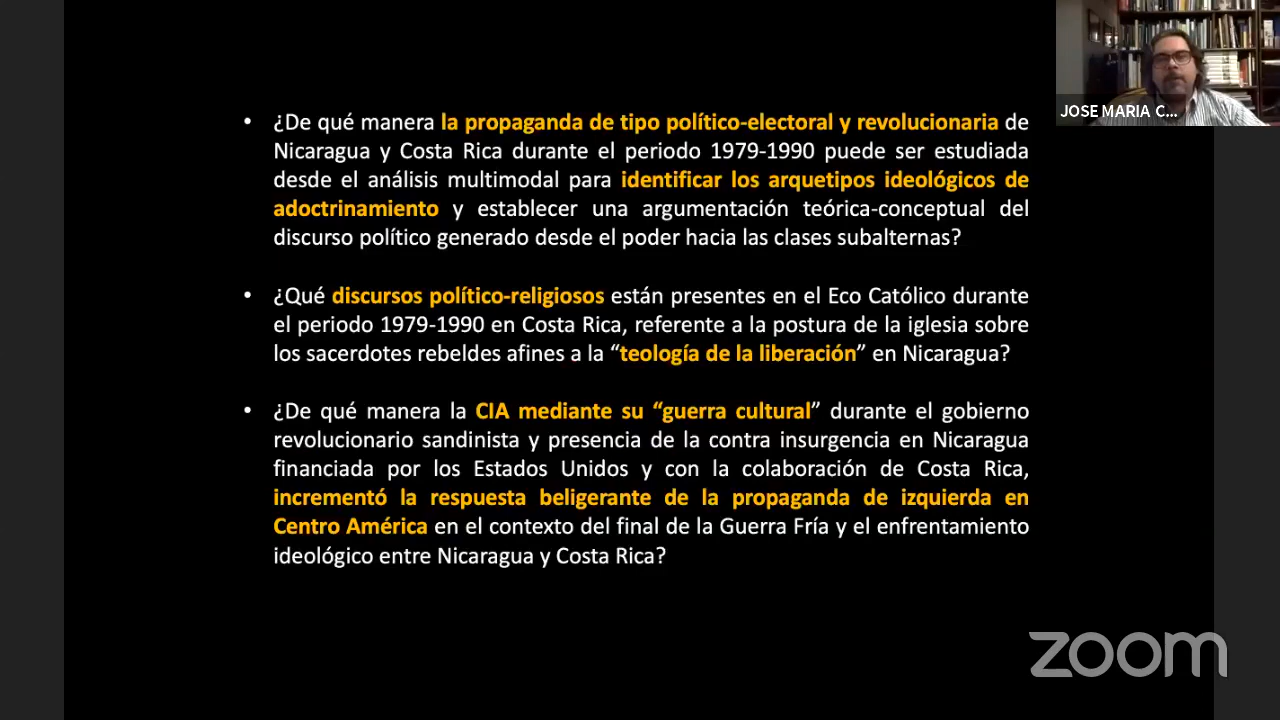 JOSE MARIA C...
• ¿De qué manera la propaganda de tipo político-electoral y revolucionaria de
Nicaragua y Costa Rica durante el periodo 1979-1990 puede ser estudiada
desde el análisis multimodal para identificar los arquetipos ideológicos de
adoctrinamiento y establecer una argumentación teórica-conceptual del
discurso político generado desde el poder hacia las clases subalternas?
• ¿Qué discursos político-religiosos están presentes en el Eco Católico durante
el periodo 1979-1990 en Costa Rica, referente a la postura de la iglesia sobre
los sacerdotes rebeldes afines a la “teología de la liberación” en Nicaragua?
• ¿De qué manera la CIA mediante su “guerra cultural” durante el gobierno
revolucionario sandinista y presencia de la contra insurgencia en Nicaragua
financiada por los Estados Unidos y con la colaboración de Costa Rica,
incrementó la respuesta beligerante de la propaganda de izquierda en
Centro América en el contexto del final de la Guerra Fría y el enfrentamiento
ideológico entre Nicaragua y Costa Rica?
zoom